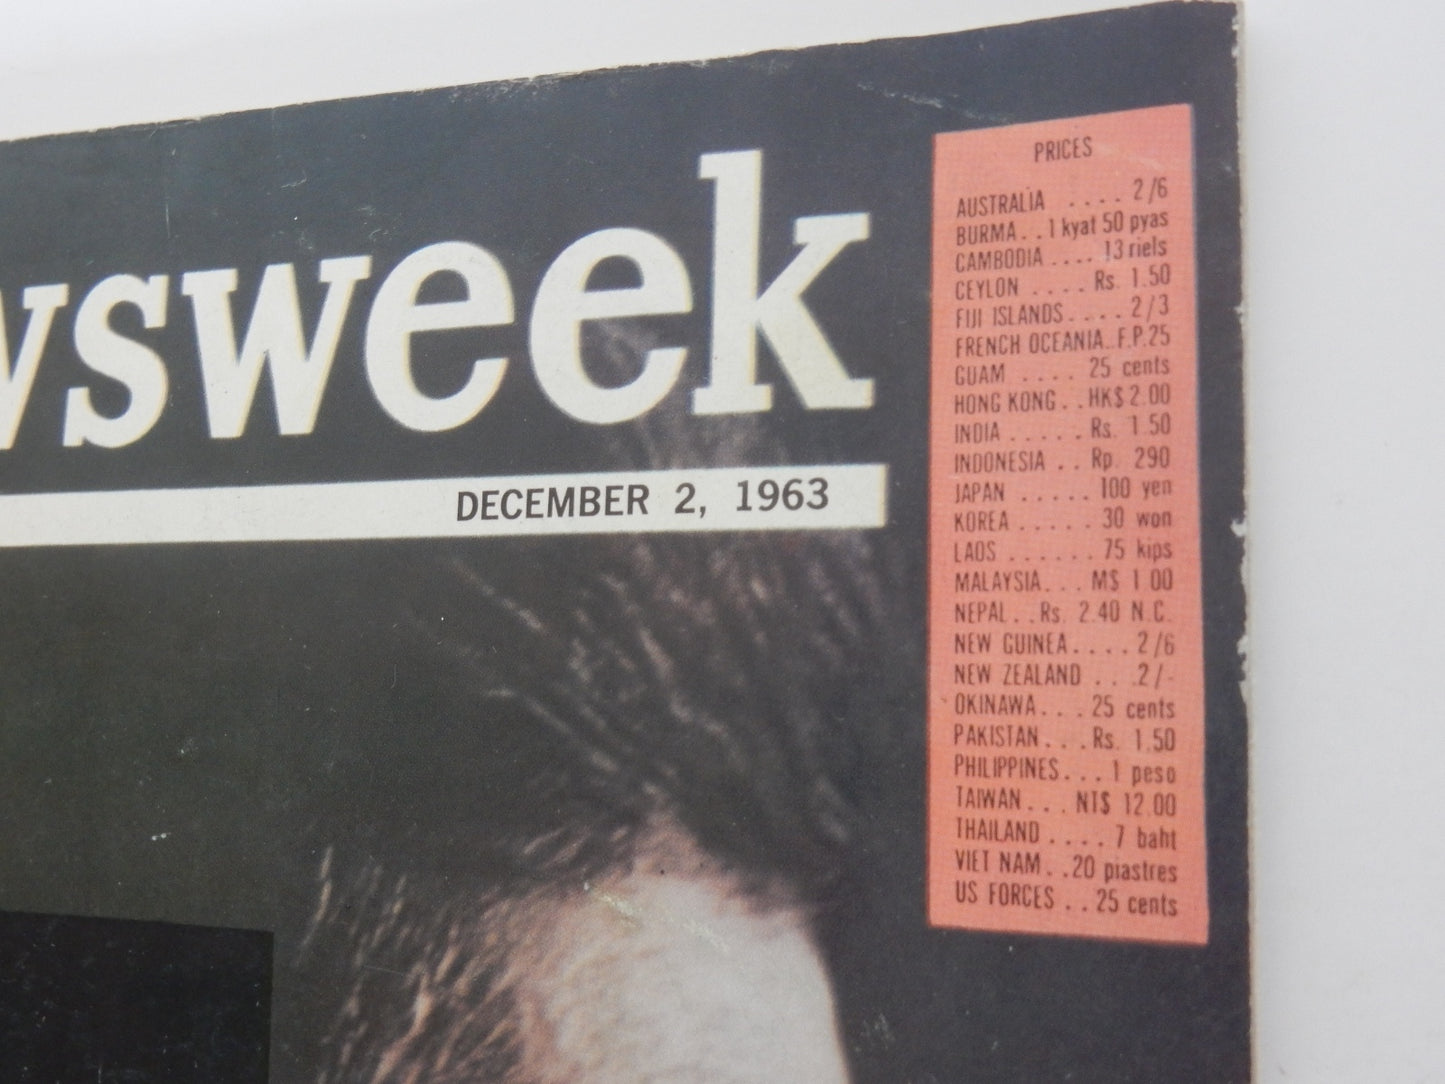 wsweek
DECEMBER 2, 1963
PRICES
AUSTRALIA .... 2/6
BURMA..1 kyat 50 pyas
CAMBODIA .... 13 riels
CEYLON .... Rs. 1.50
FIJI ISLANDS.... 2/3
FRENCH OCEANIA..F.P.25
GUAM .... 25 cents
HONG KONG..HK$ 2.00
INDIA ..... Rs. 1.50
INDONESIA .. Rp. 290
JAPAN ..... 100 yen
KOREA ..... 30 won
LAOS ...... 75 kips
MALAYSIA... M$ 1 00
NEPAL..Rs. 2.40 N.C.
NEW GUINEA.... 2/6
NEW ZEALAND ...2/-
OKINAWA... 25 cents
PAKISTAN...Rs. 1.50
PHILIPPINES... 1 peso
TAIWAN... NT$ 12.00
THAILAND .... 7 baht
VIET NAM..20 piastres
US FORCES .. 25 cents